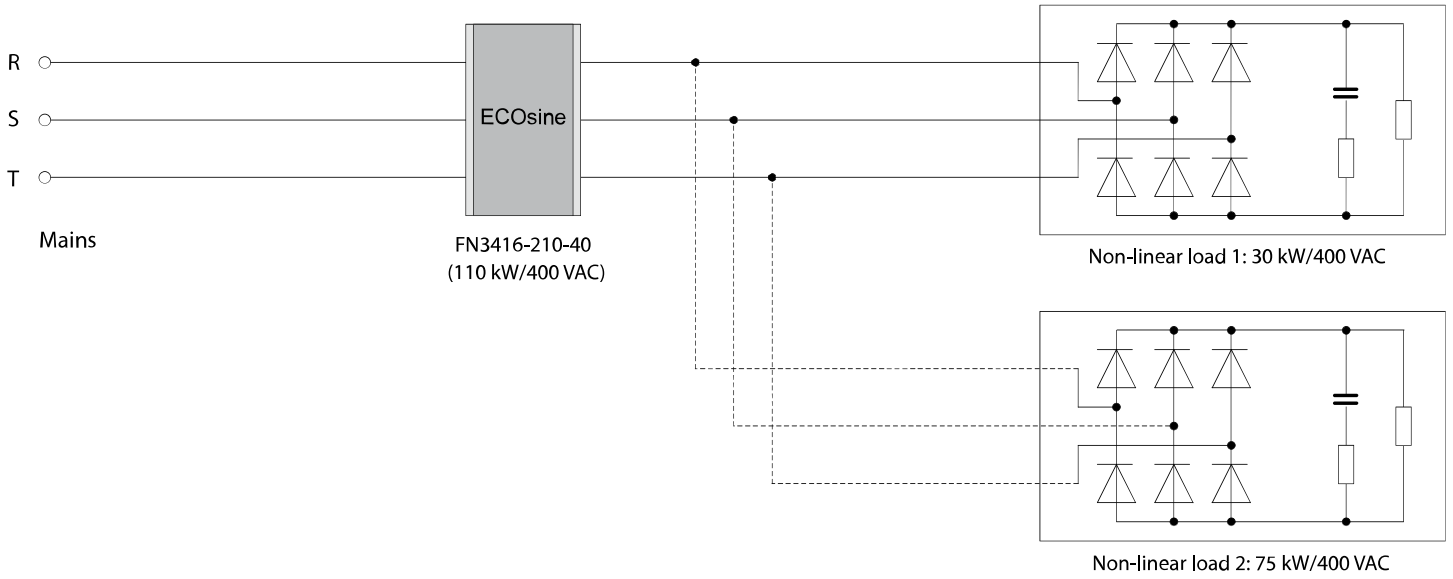 R
S
T
Mains
ECOsine
FN3416-210-40
(110 kW/400 VAC)
Non-linear load 1: 30 kW/400 VAC
Non-linear load 2: 75 kW/400 VAC